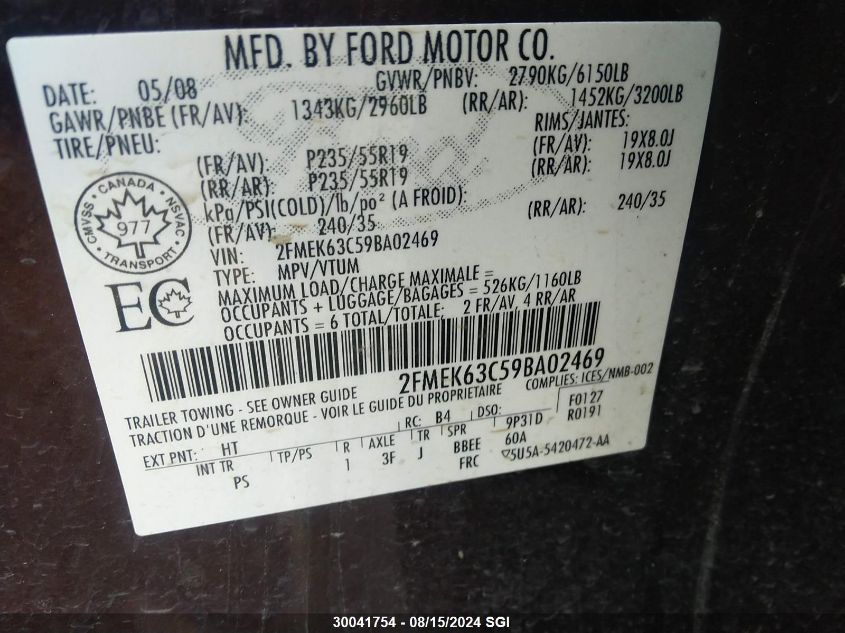 MFD. BY FORD MOTOR CO.
DATE: 05/08 GVWR/PNBV: 2790KG/6150LB
GAWR/PNBE (FR/AV): 1343KG/2960LB (RR/AR): 1452KG/3200LB
TIRE/PNEU: RIMS/JANTES:
(FR/AV): P235/55R19 (FR/AV): 19X8.0J
(RR/AR): P235/55R19 (RR/AR): 19X8.0J
kPa/PSI(COLD)/lb/po² (A FROID):
(FR/AV): 240/35 (RR/AR): 240/35
CANADA
CMVSS NSVAC
977
TRANSPORT
VIN: 2FMEK63C59BA02469
TYPE: MPV/VTUM
MAXIMUM LOAD/CHARGE MAXIMALE =
OCCUPANTS + LUGGAGE/BAGAGES = 526KG/1160LB
OCCUPANTS = 6 TOTAL/TOTALE; 2 FR/AV, 4 RR/AR
EC
2FMEK63C59BA02469
COMPLIES: ICES/NMB-002
TRAILER TOWING - SEE OWNER GUIDE
TRACTION D'UNE REMORQUE - VOIR LE GUIDE DU PROPRIETAIRE
F0127
R0191
RC: B4 DSO: 9P31D
EXT PNT: HT TP/PS R AXLE TR SPR 60A
INT TR 1 3F J BBEE 5U5A-5420472-AA
PS FRC
30041754 - 08/15/2024 SGI